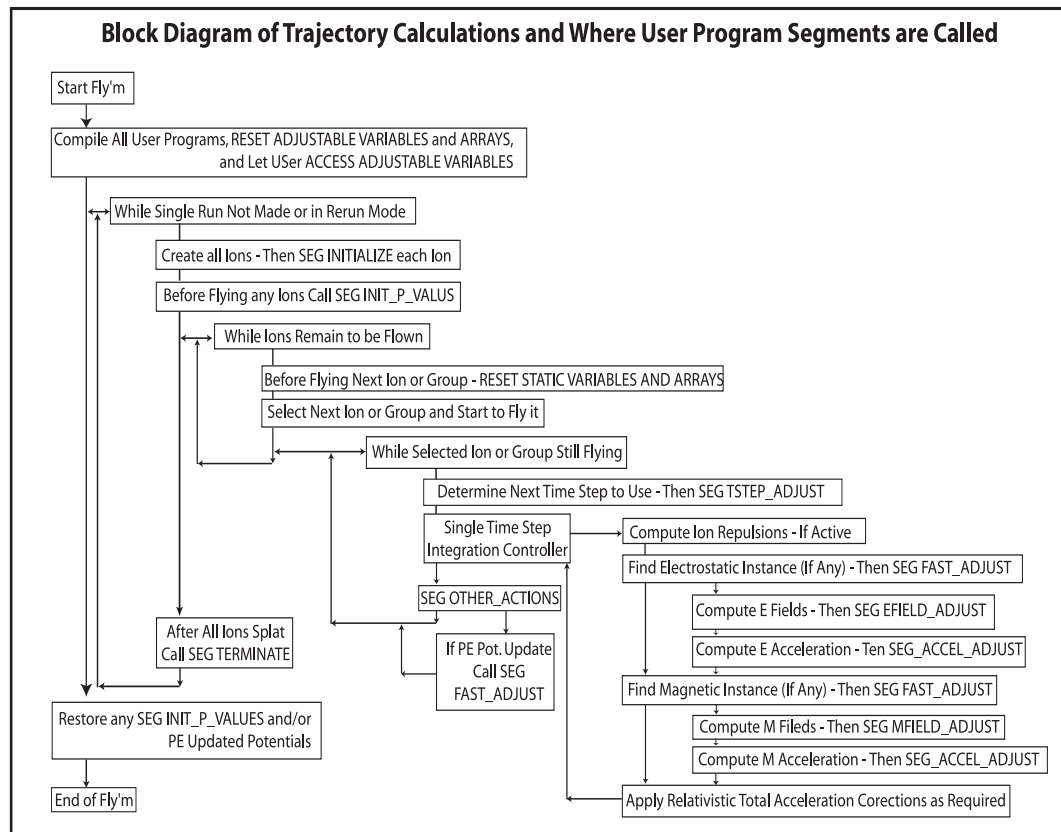 Block Diagram of Trajectory Calculations and Where User Program Segments are Called
Start Fly'm
Compile All User Programs, RESET ADJUSTABLE VARIABLES and ARRAYS,
and Let USer ACCESS ADJUSTABLE VARIABLES
While Single Run Not Made or in Rerun Mode
Create all Ions - Then SEG INITIALIZE each Ion
Before Flying any Ions Call SEG INIT_P_VALUS
While Ions Remain to be Flown
Before Flying Next Ion or Group - RESET STATIC VARIABLES AND ARRAYS
Select Next Ion or Group and Start to Fly it
While Selected Ion or Group Still Flying
Determine Next Time Step to Use - Then SEG TSTEP_ADJUST
Single Time Step
Integration Controller
Compute Ion Repulsions - If Active
Find Electrostatic Instance (If Any) - Then SEG FAST_ADJUST
Compute E Fields - Then SEG EFIELD_ADJUST
Compute E Acceleration - Ten SEG_ACCEL_ADJUST
Find Magnetic Instance (If Any) - Then SEG FAST_ADJUST
Compute M Fileds - Then SEG MFIELD_ADJUST
Compute M Acceleration - Then SEG_ACCEL_ADJUST
Apply Relativistic Total Acceleration Corections as Required
SEG OTHER_ACTIONS
If PE Pot. Update
Call SEG
FAST_ADJUST
After All Ions Splat
Call SEG TERMINATE
Restore any SEG INIT_P_VALUES and/or
PE Updated Potentials
End of Fly'm